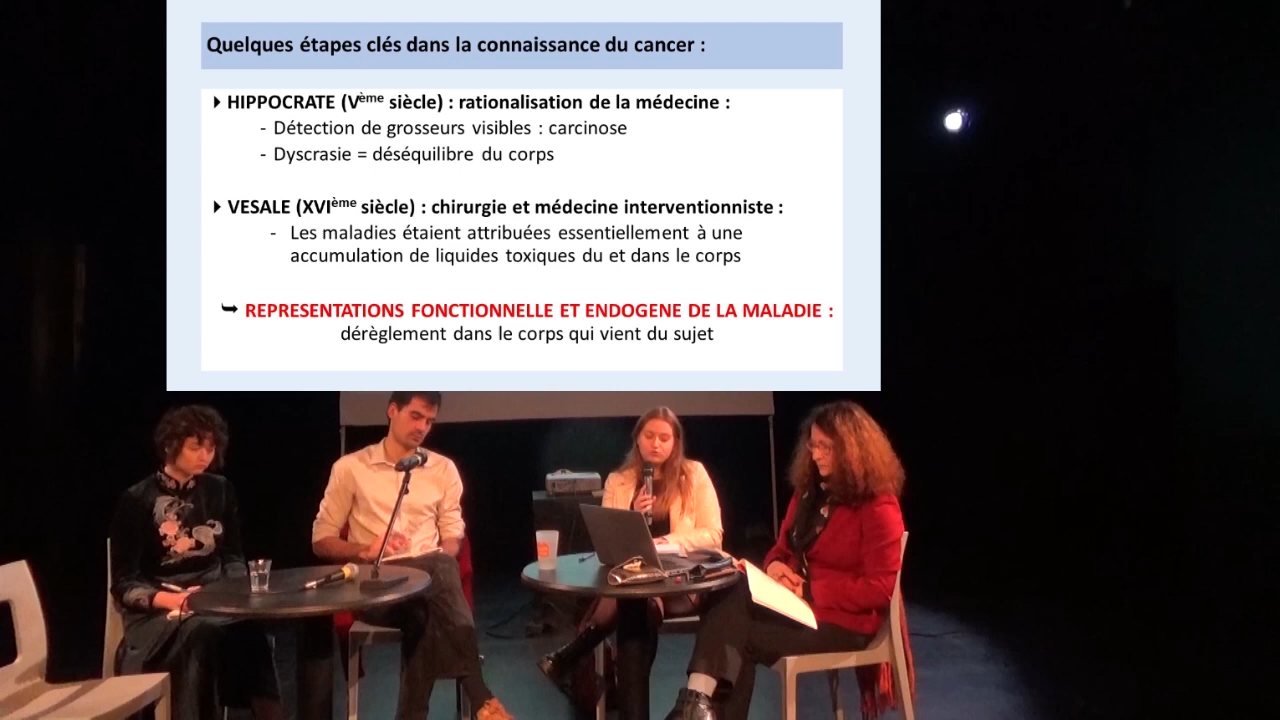 Quelques étapes clés dans la connaissance du cancer :
HIPPOCRATE (Vème siècle) : rationalisation de la médecine :
- Détection de grosseurs visibles : carcinose
- Dyscrasie = déséquilibre du corps
VESALE (XVIème siècle) : chirurgie et médecine interventionniste :
- Les maladies étaient attribuées essentiellement à une
accumulation de liquides toxiques du et dans le corps
REPRESENTATIONS FONCTIONNELLE ET ENDOGENE DE LA MALADIE :
dérèglement dans le corps qui vient du sujet